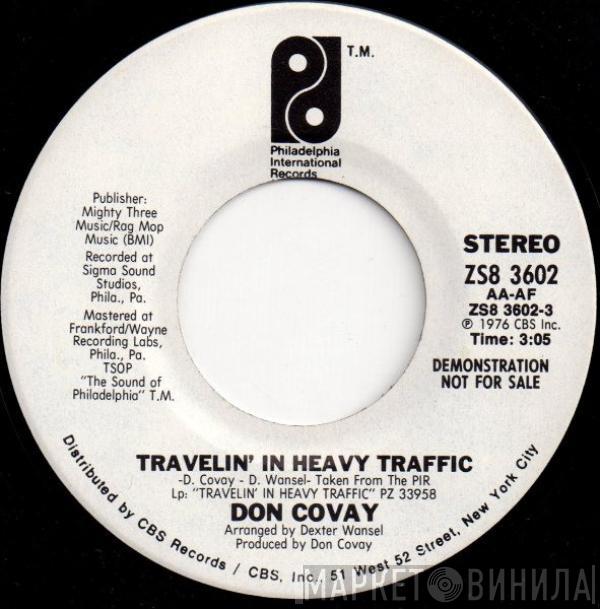 T.M.
Philadelphia
International
Records
Publisher:
Mighty Three
Music/Rag Mop
Music (BMI)
Recorded at
Sigma Sound
Studios,
Phila., Pa.
Mastered at
Frankford/Wayne
Recording Labs,
Phila., Pa.
TSOP
"The Sound of
Philadelphia" T.M.
STEREO
ZS8 3602
AA-AF
ZS8 3602-3
℗ 1976 CBS Inc.
Time: 3:05
DEMONSTRATION
NOT FOR SALE
TRAVELIN' IN HEAVY TRAFFIC
-D. Covay - D. Wansel- Taken From The PIR
Lp: "TRAVELIN' IN HEAVY TRAFFIC" PZ 33958
DON COVAY
Arranged by Dexter Wansel
Produced by Don Covay
Distributed by CBS Records / CBS, Inc., 51 West 52 Street, New York City
МАРКЕТ ВИНИЛА